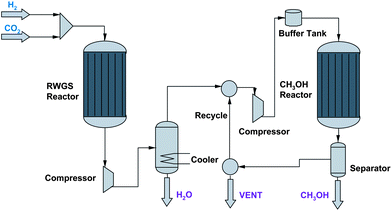 H₂
CO₂
RWGS
Reactor
Compressor
Cooler
H₂O
Recycle
Compressor
VENT
Buffer Tank
CH₃OH
Reactor
Separator
CH₃OH